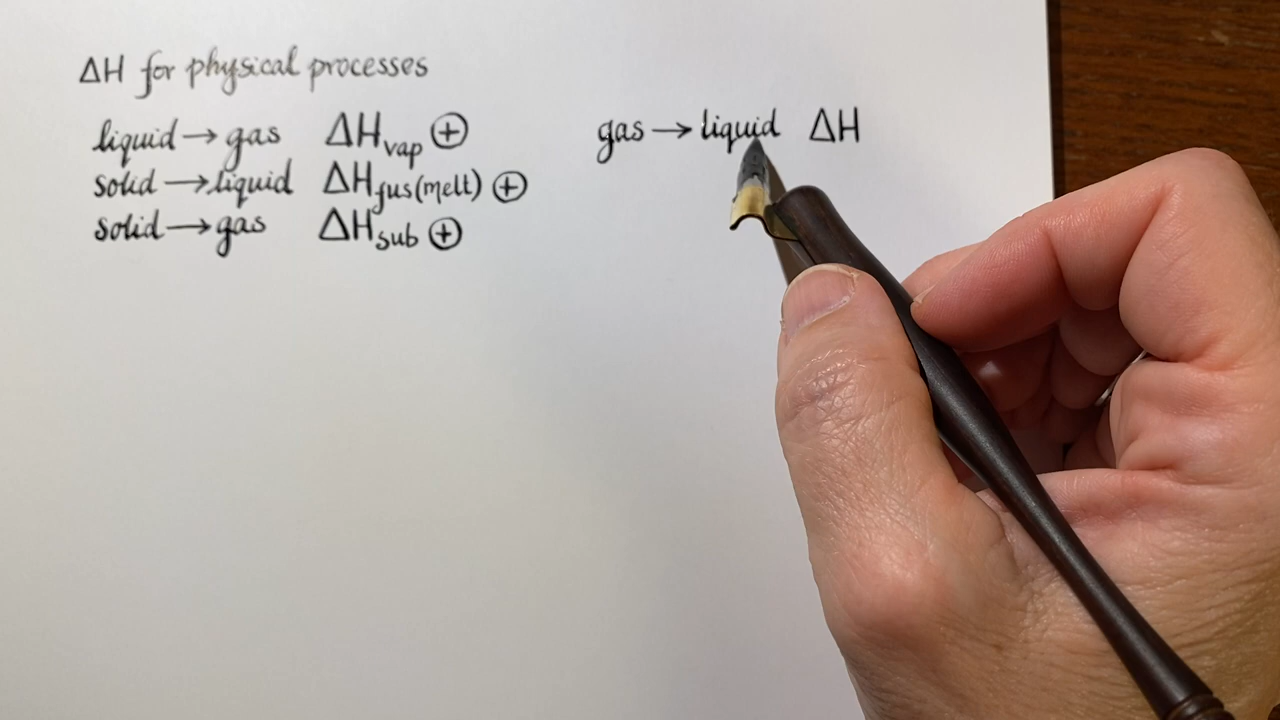 ΔH for physical processes
liquid → gas ΔHvap ⊕
solid → liquid ΔHfus(melt) ⊕
solid → gas ΔHsub ⊕
gas → liquid ΔH